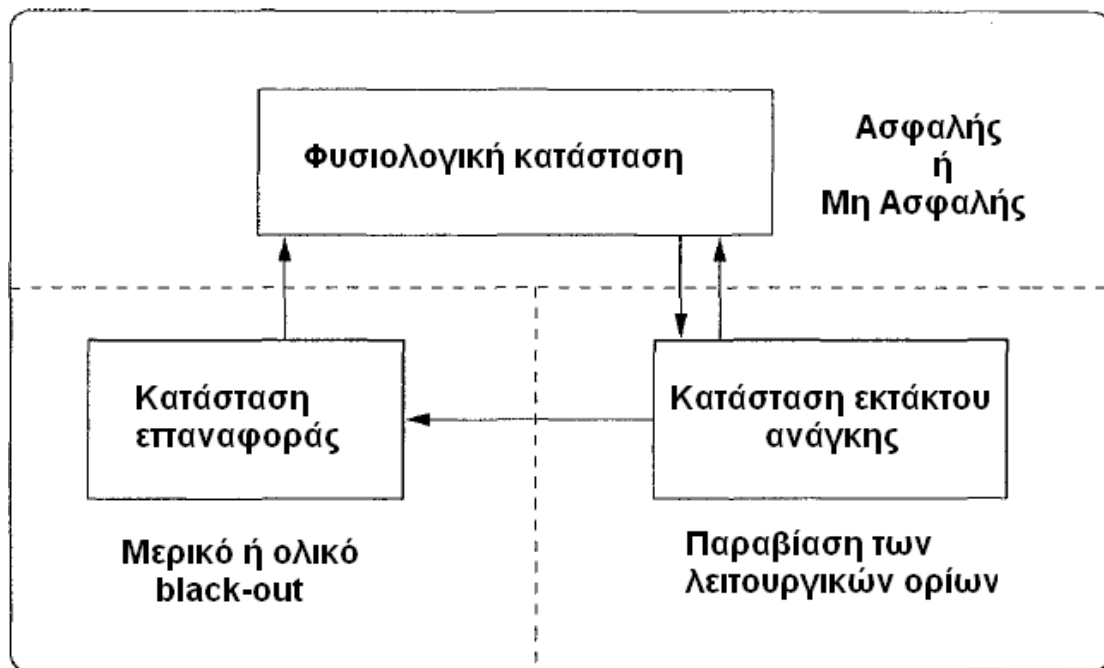 Φυσιολογική κατάσταση
Ασφαλής
ή
Μη Ασφαλής
Κατάσταση
επαναφοράς
Κατάσταση εκτάκτου
ανάγκης
Μερικό ή ολικό
black-out
Παραβίαση των
λειτουργικών ορίων